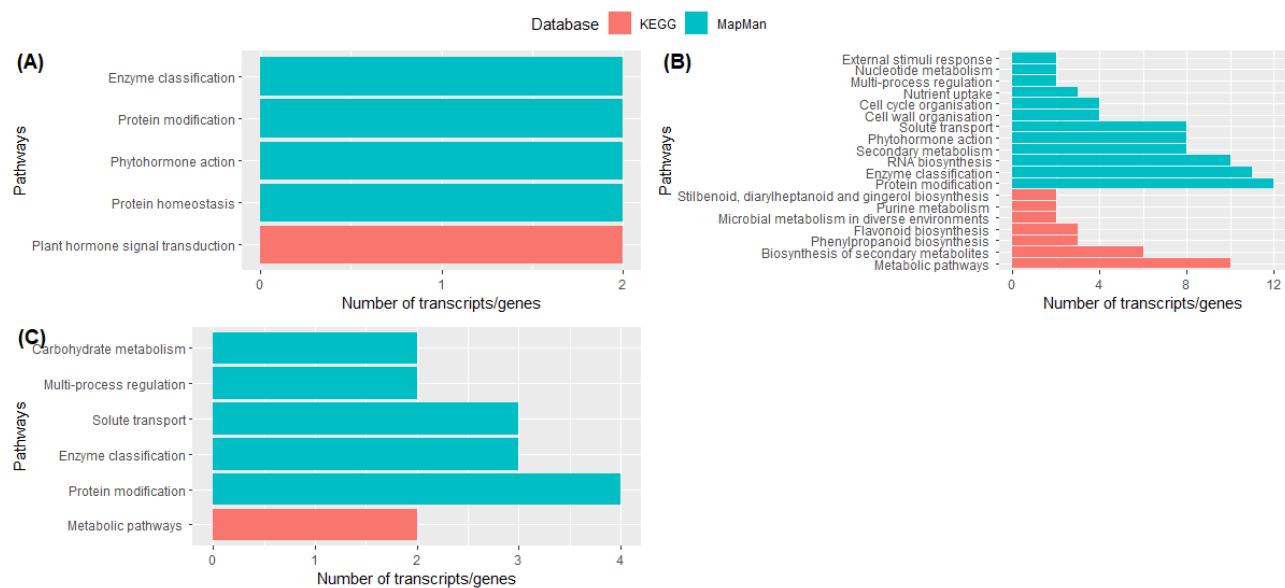 Database KEGG MapMan
(A)
Pathways
Enzyme classification
Protein modification
Phytohormone action
Protein homeostasis
Plant hormone signal transduction
0 1 2
Number of transcripts/genes
(B)
Pathways
External stimuli response
Nucleotide metabolism
Multi-process regulation
Nutrient uptake
Cell cycle organisation
Cell wall organisation
Solute transport
Phytohormone action
Secondary metabolism
RNA biosynthesis
Enzyme classification
Protein modification
Stilbenoid, diarylheptanoid and gingerol biosynthesis
Purine metabolism
Microbial metabolism in diverse environments
Flavonoid biosynthesis
Phenylpropanoid biosynthesis
Biosynthesis of secondary metabolites
Metabolic pathways
0 4 8 12
Number of transcripts/genes
(C)
Pathways
Carbohydrate metabolism
Multi-process regulation
Solute transport
Enzyme classification
Protein modification
Metabolic pathways
0 1 2 3 4
Number of transcripts/genes